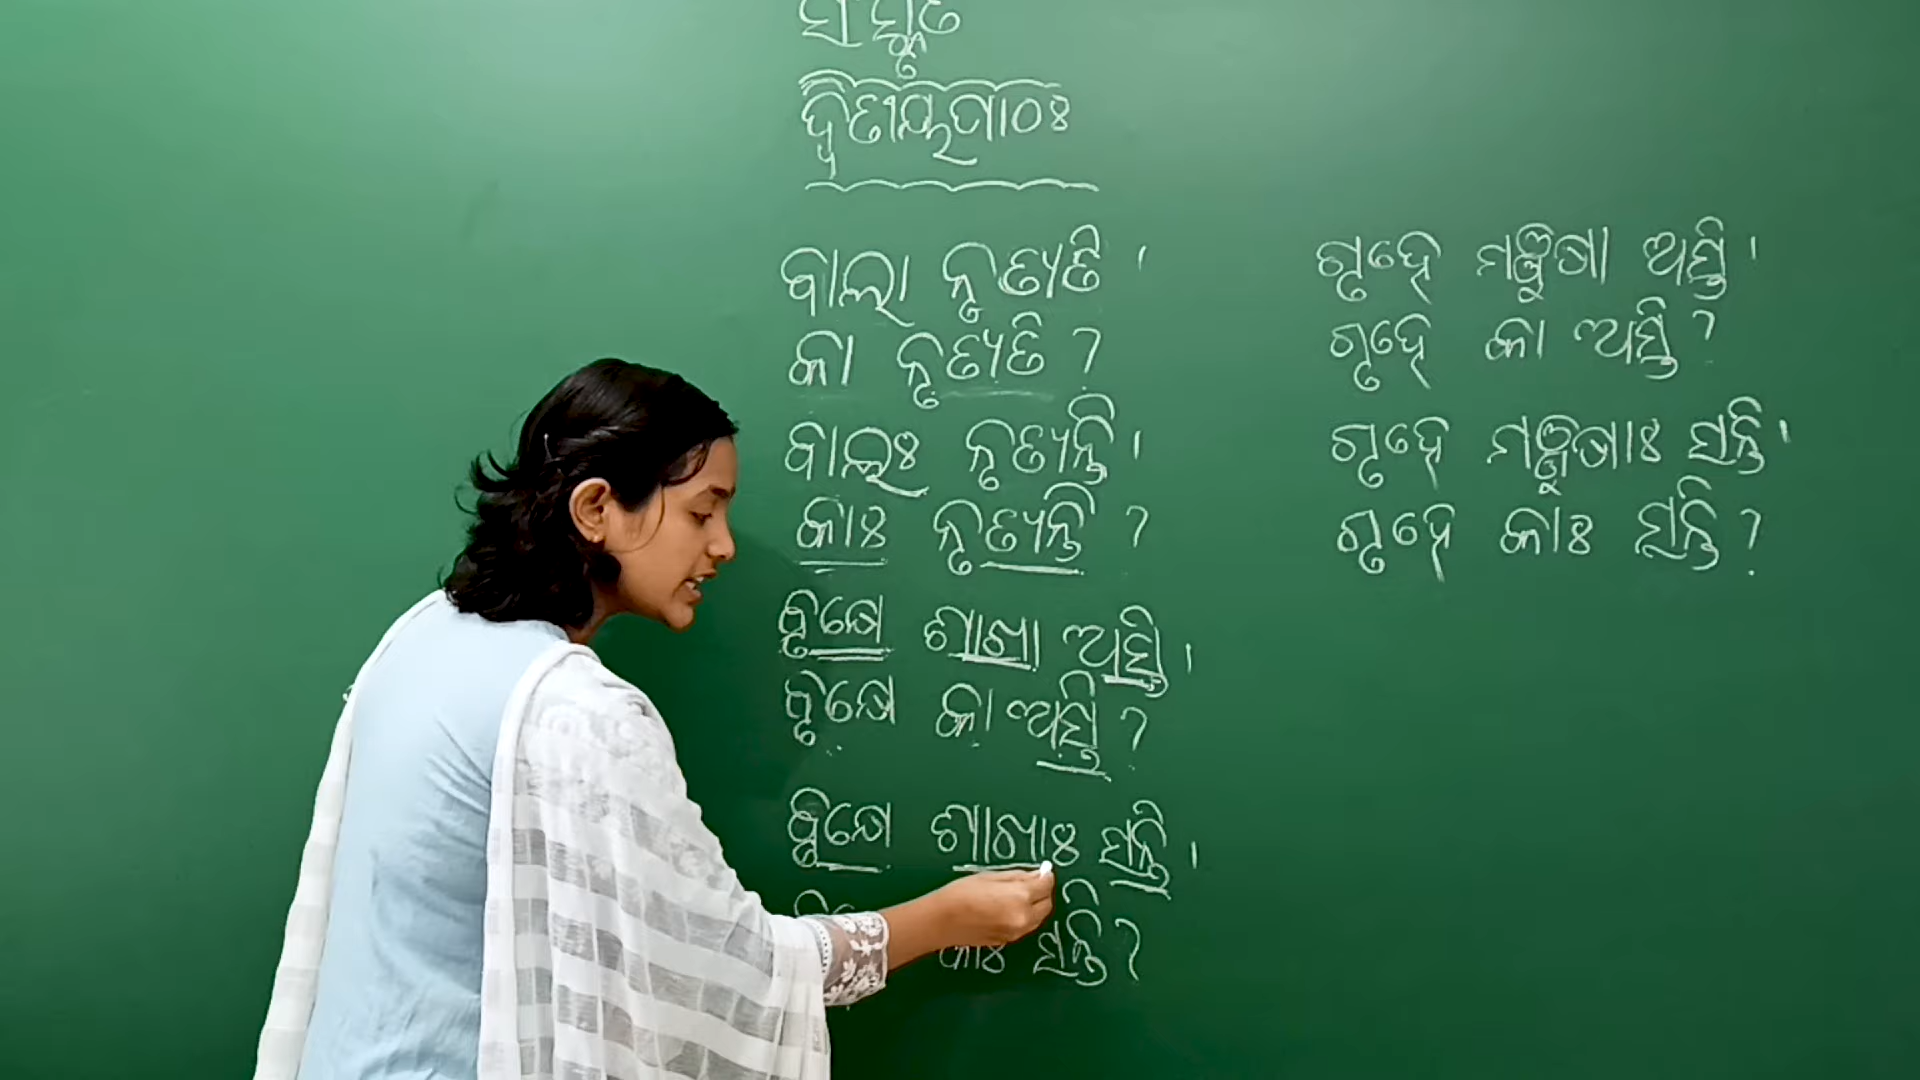 ସଂସ୍କୃତ
ଦ୍ୱିତୀୟପାଠଃ
ବାଲା ନୃତ୍ୟତି ।
କା ନୃତ୍ୟତି ?
ବାଲାଃ ନୃତ୍ୟନ୍ତି ।
କାଃ ନୃତ୍ୟନ୍ତି ?
ବୃକ୍ଷେ ଶାଖା ଅସ୍ତି ।
ବୃକ୍ଷେ କା ଅସ୍ତି ?
ବୃକ୍ଷେ ଶାଖାଃ ସନ୍ତି ।
କାଃ ସନ୍ତି ?
ଗୃହେ ମଞ୍ଜୁଷା ଅସ୍ତି ।
ଗୃହେ କା ଅସ୍ତି ?
ଗୃହେ ମଞ୍ଜୁଷାଃ ସନ୍ତି ।
ଗୃହେ କାଃ ସନ୍ତି ?